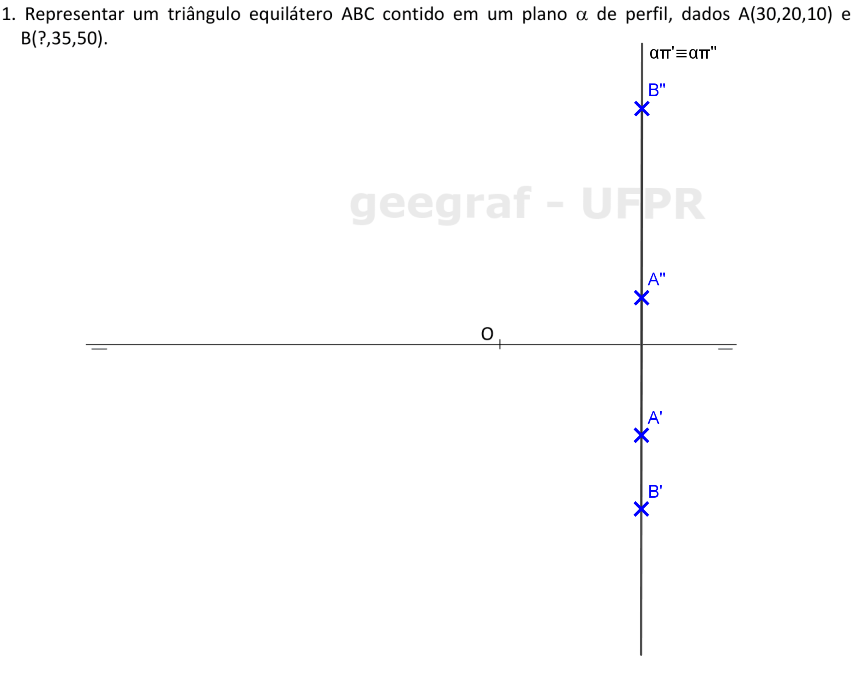 1. Representar um triângulo equilátero ABC contido em um plano α de perfil, dados A(30,20,10) e
B(?,35,50).
απ'≡απ''
B''
geegraf - UFPR
A''
O
A'
B'